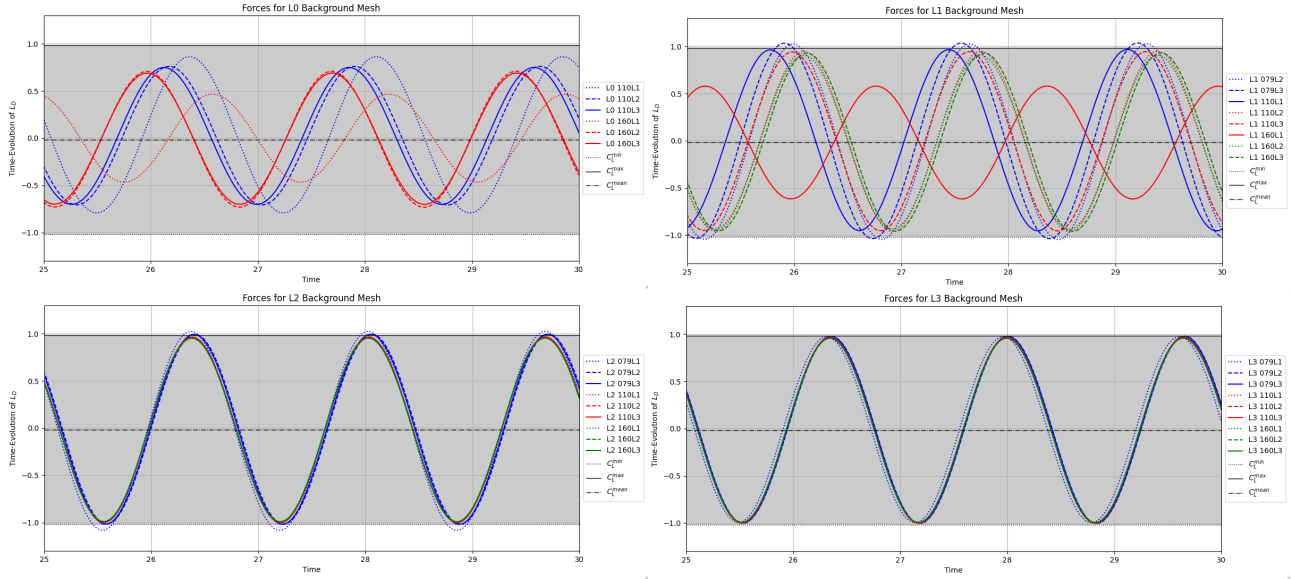 Forces for L0 Background Mesh
Time-Evolution of L_D
1.0
0.5
0.0
−0.5
−1.0
25
26
27
28
29
30
Time
L0 110L1
L0 110L2
L0 110L3
L0 160L1
L0 160L2
L0 160L3
C_L^{min}
C_L^{max}
C_L^{mean}
Forces for L1 Background Mesh
Time-Evolution of L_D
1.0
0.5
0.0
−0.5
−1.0
25
26
27
28
29
30
Time
L1 079L2
L1 079L3
L1 110L1
L1 110L2
L1 110L3
L1 160L1
L1 160L2
L1 160L3
C_L^{min}
C_L^{max}
C_L^{mean}
Forces for L2 Background Mesh
Time-Evolution of L_D
1.0
0.5
0.0
−0.5
−1.0
25
26
27
28
29
30
Time
L2 079L1
L2 079L2
L2 079L3
L2 110L1
L2 110L2
L2 110L3
L2 160L1
L2 160L2
L2 160L3
C_L^{min}
C_L^{max}
C_L^{mean}
Forces for L3 Background Mesh
Time-Evolution of L_D
1.0
0.5
0.0
−0.5
−1.0
25
26
27
28
29
30
Time
L3 079L1
L3 079L2
L3 079L3
L3 110L1
L3 110L2
L3 110L3
L3 160L1
L3 160L2
L3 160L3
C_L^{min}
C_L^{max}
C_L^{mean}